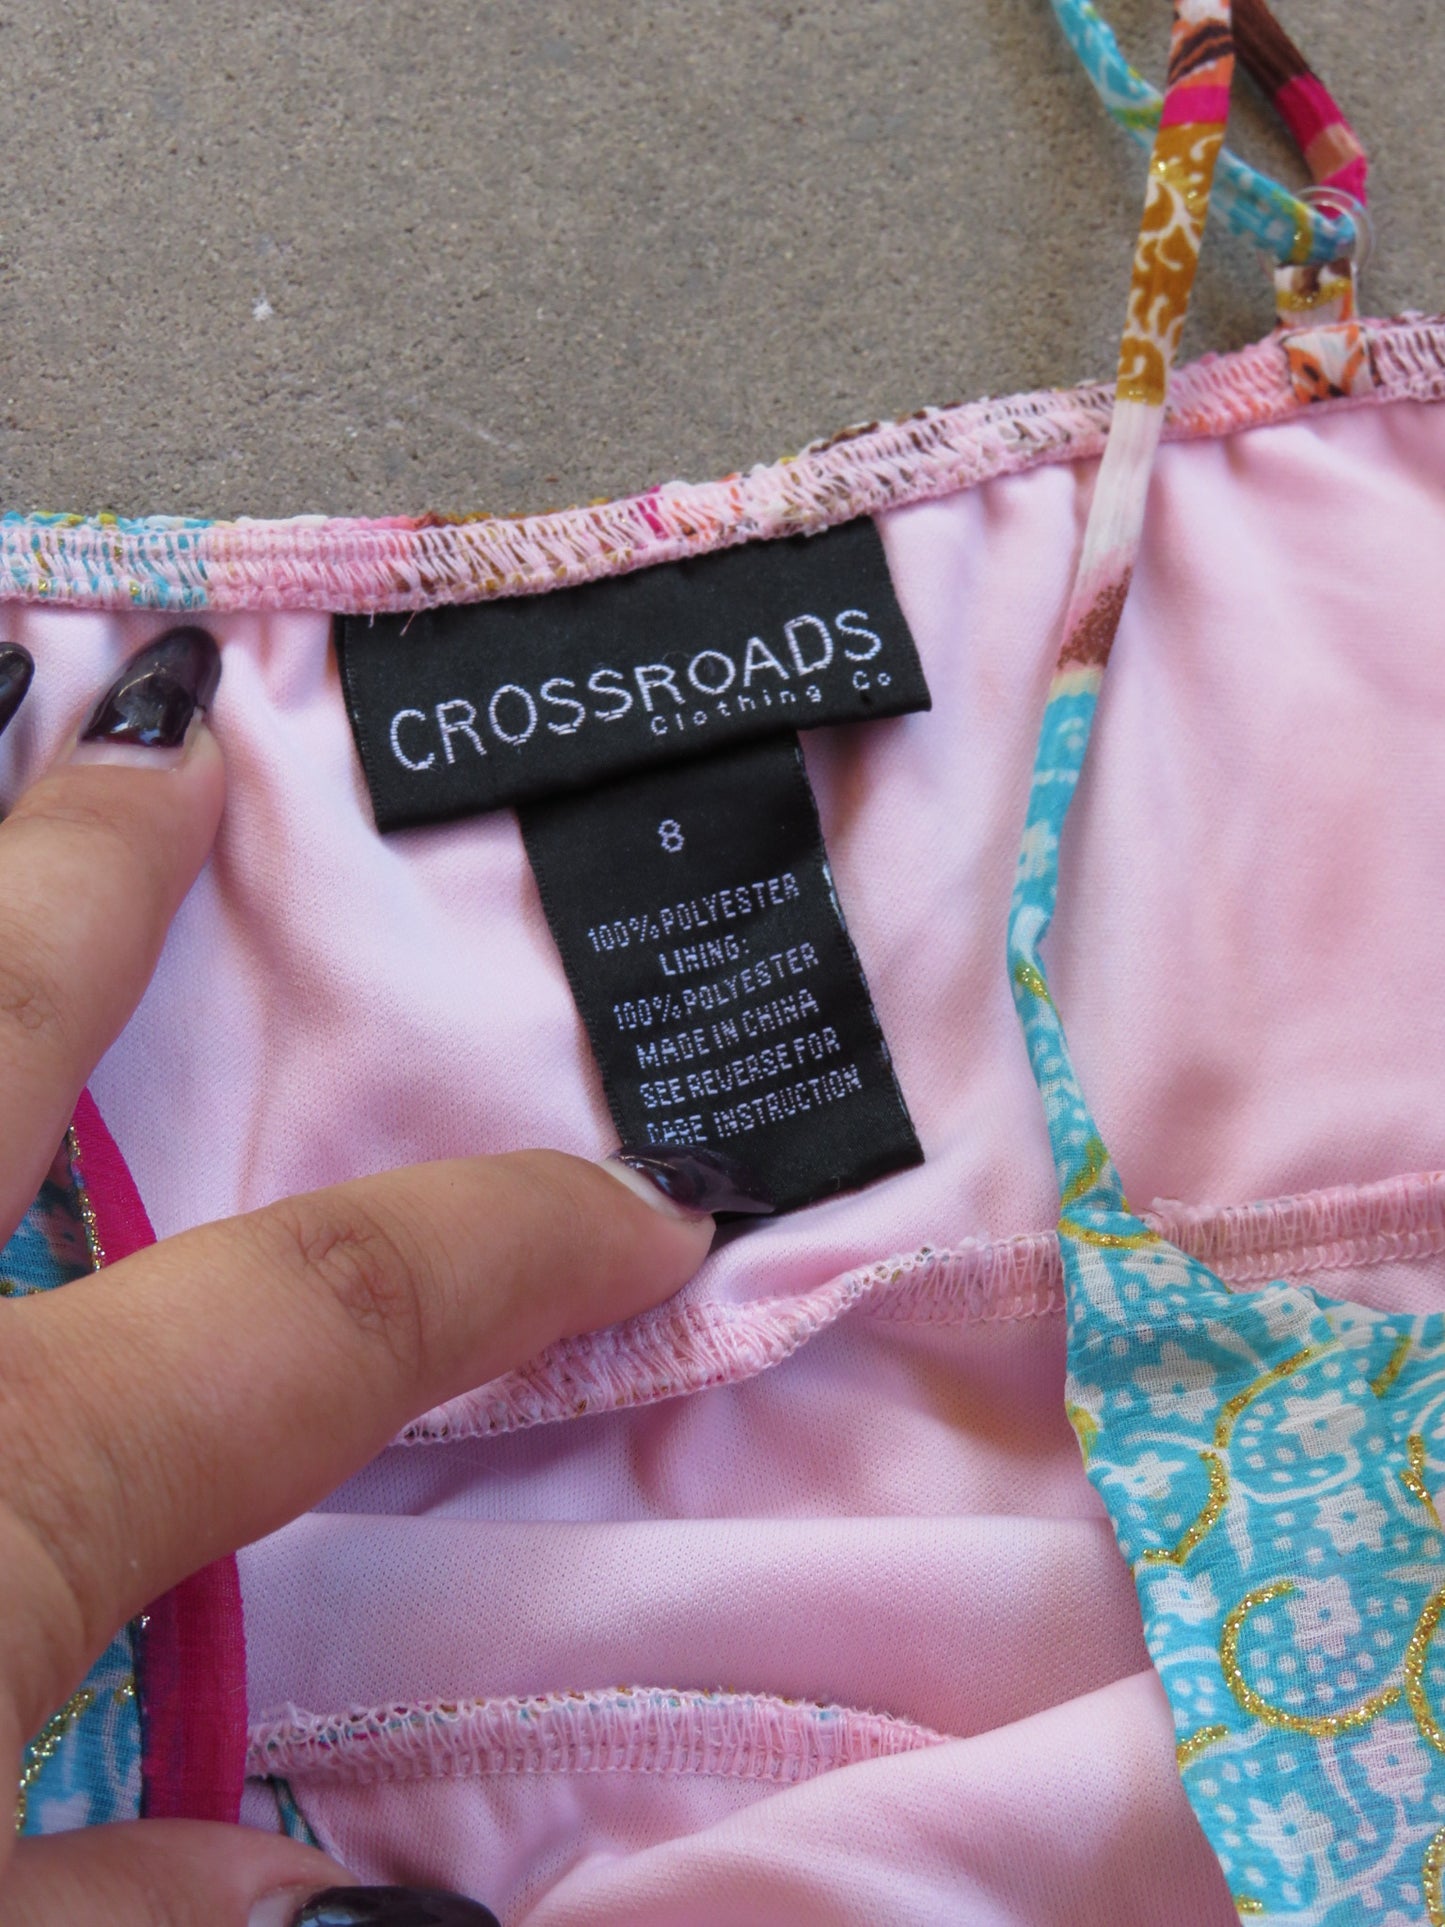 CROSSROADS
Clothing Co
8
100% POLYESTER
LINING:
100% POLYESTER
MADE IN CHINA
SEE REVERSE FOR
CARE INSTRUCTION